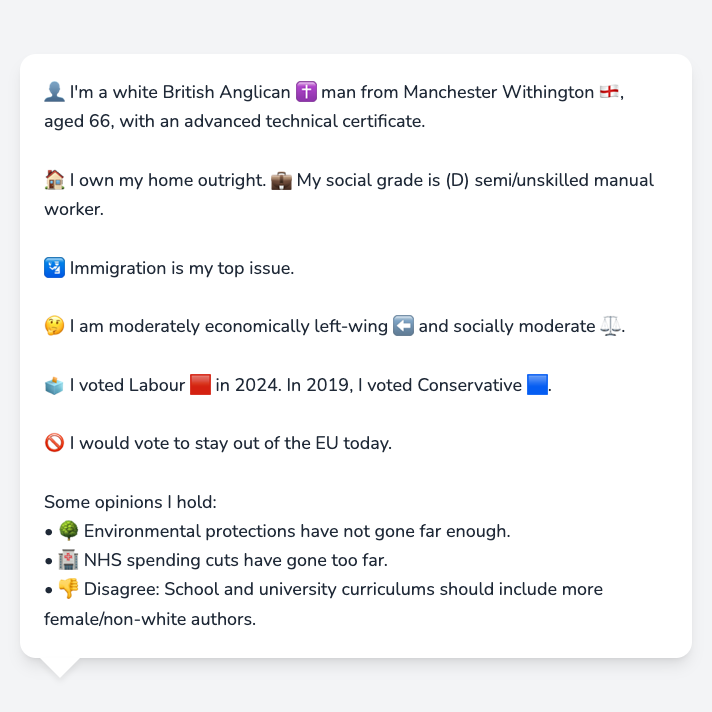 👤 I'm a white British Anglican ✝️ man from Manchester Withington 🏴󠁧󠁢󠁥󠁮󠁧󠁿,
aged 66, with an advanced technical certificate.
🏠 I own my home outright. 💼 My social grade is (D) semi/unskilled manual
worker.
🛂 Immigration is my top issue.
🤔 I am moderately economically left-wing ⬅️ and socially moderate ⚖️.
🗳️ I voted Labour 🟥 in 2024. In 2019, I voted Conservative 🟦.
🚫 I would vote to stay out of the EU today.
Some opinions I hold:
• 🌳 Environmental protections have not gone far enough.
• 🏥 NHS spending cuts have gone too far.
• 👎 Disagree: School and university curriculums should include more
female/non-white authors.